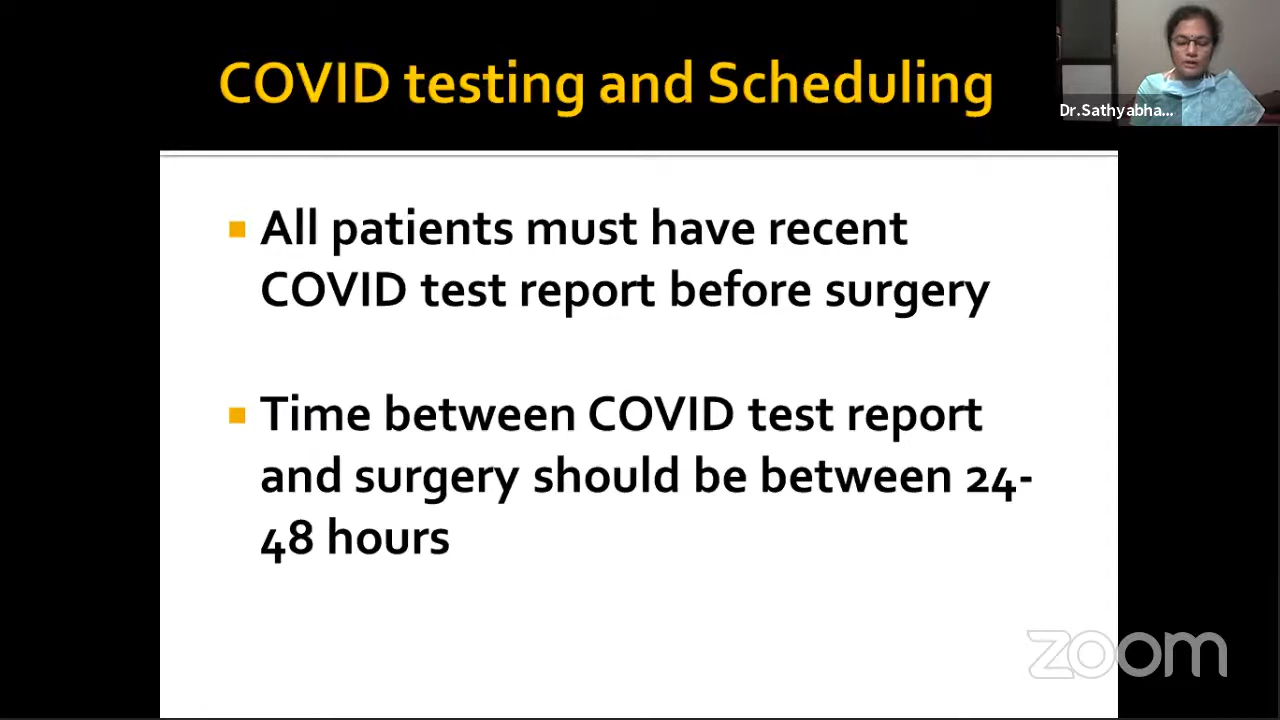 COVID testing and Scheduling
Dr.Sathyabha...
All patients must have recent
COVID test report before surgery
Time between COVID test report
and surgery should be between 24-
48 hours
zoom